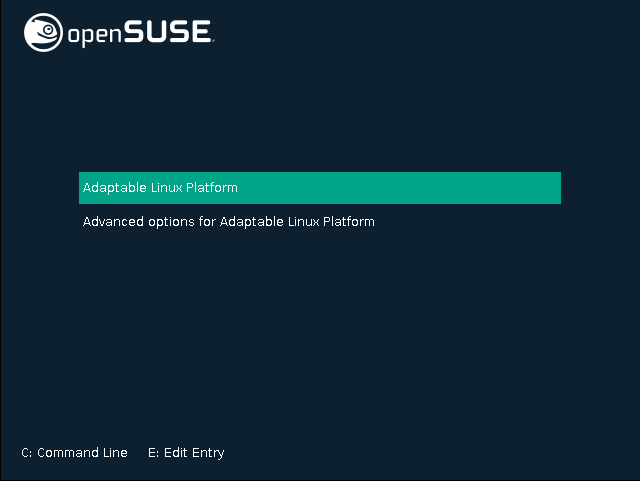 openSUSE.
Adaptable Linux Platform
Advanced options for Adaptable Linux Platform
C: Command Line E: Edit Entry